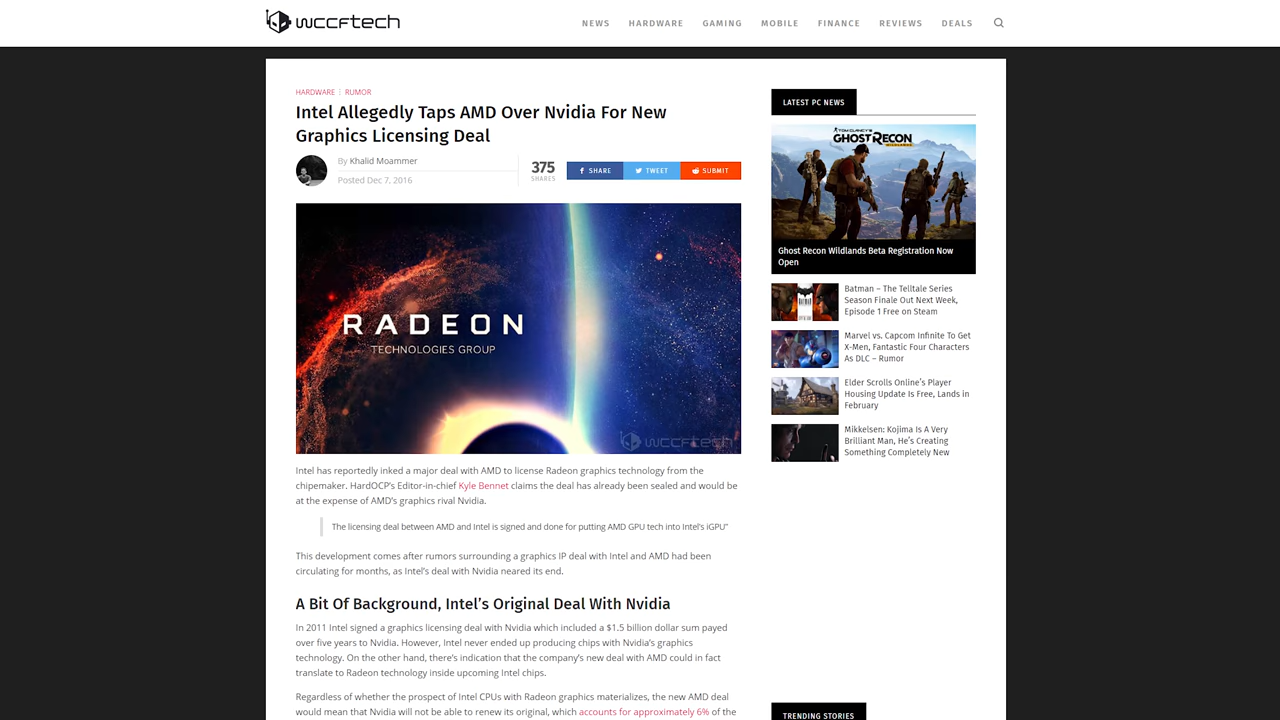 wccftech
NEWS
HARDWARE
GAMING
MOBILE
FINANCE
REVIEWS
DEALS
HARDWARE
RUMOR
Intel Allegedly Taps AMD Over Nvidia For New
Graphics Licensing Deal
By Khalid Moammer
Posted Dec 7, 2016
375
SHARES
SHARE
TWEET
SUBMIT
RADEON
TECHNOLOGIES GROUP
wccftech
Intel has reportedly inked a major deal with AMD to license Radeon graphics technology from the
chipemaker. HardOCP's Editor-in-chief Kyle Bennet claims the deal has already been sealed and would be
at the expense of AMD's graphics rival Nvidia.
The licensing deal between AMD and Intel is signed and done for putting AMD GPU tech into Intel's iGPU"
This development comes after rumors surrounding a graphics IP deal with Intel and AMD had been
circulating for months, as Intel's deal with Nvidia neared its end.
A Bit Of Background, Intel's Original Deal With Nvidia
In 2011 Intel signed a graphics licensing deal with Nvidia which included a $1.5 billion dollar sum payed
over five years to Nvidia. However, Intel never ended up producing chips with Nvidia's graphics
technology. On the other hand, there's indication that the company's new deal with AMD could in fact
translate to Radeon technology inside upcoming Intel chips.
Regardless of whether the prospect of Intel CPUs with Radeon graphics materializes, the new AMD deal
would mean that Nvidia will not be able to renew its original, which accounts for approximately 6% of the
LATEST PC NEWS
TOM CLANCY'S
GHOST RECON
WILDLANDS
Ghost Recon Wildlands Beta Registration Now
Open
Batman – The Telltale Series
Season Finale Out Next Week,
Episode 1 Free on Steam
Marvel vs. Capcom Infinite To Get
X-Men, Fantastic Four Characters
As DLC – Rumor
Elder Scrolls Online's Player
Housing Update Is Free, Lands in
February
Mikkelsen: Kojima Is A Very
Brilliant Man, He's Creating
Something Completely New
TRENDING STORIES